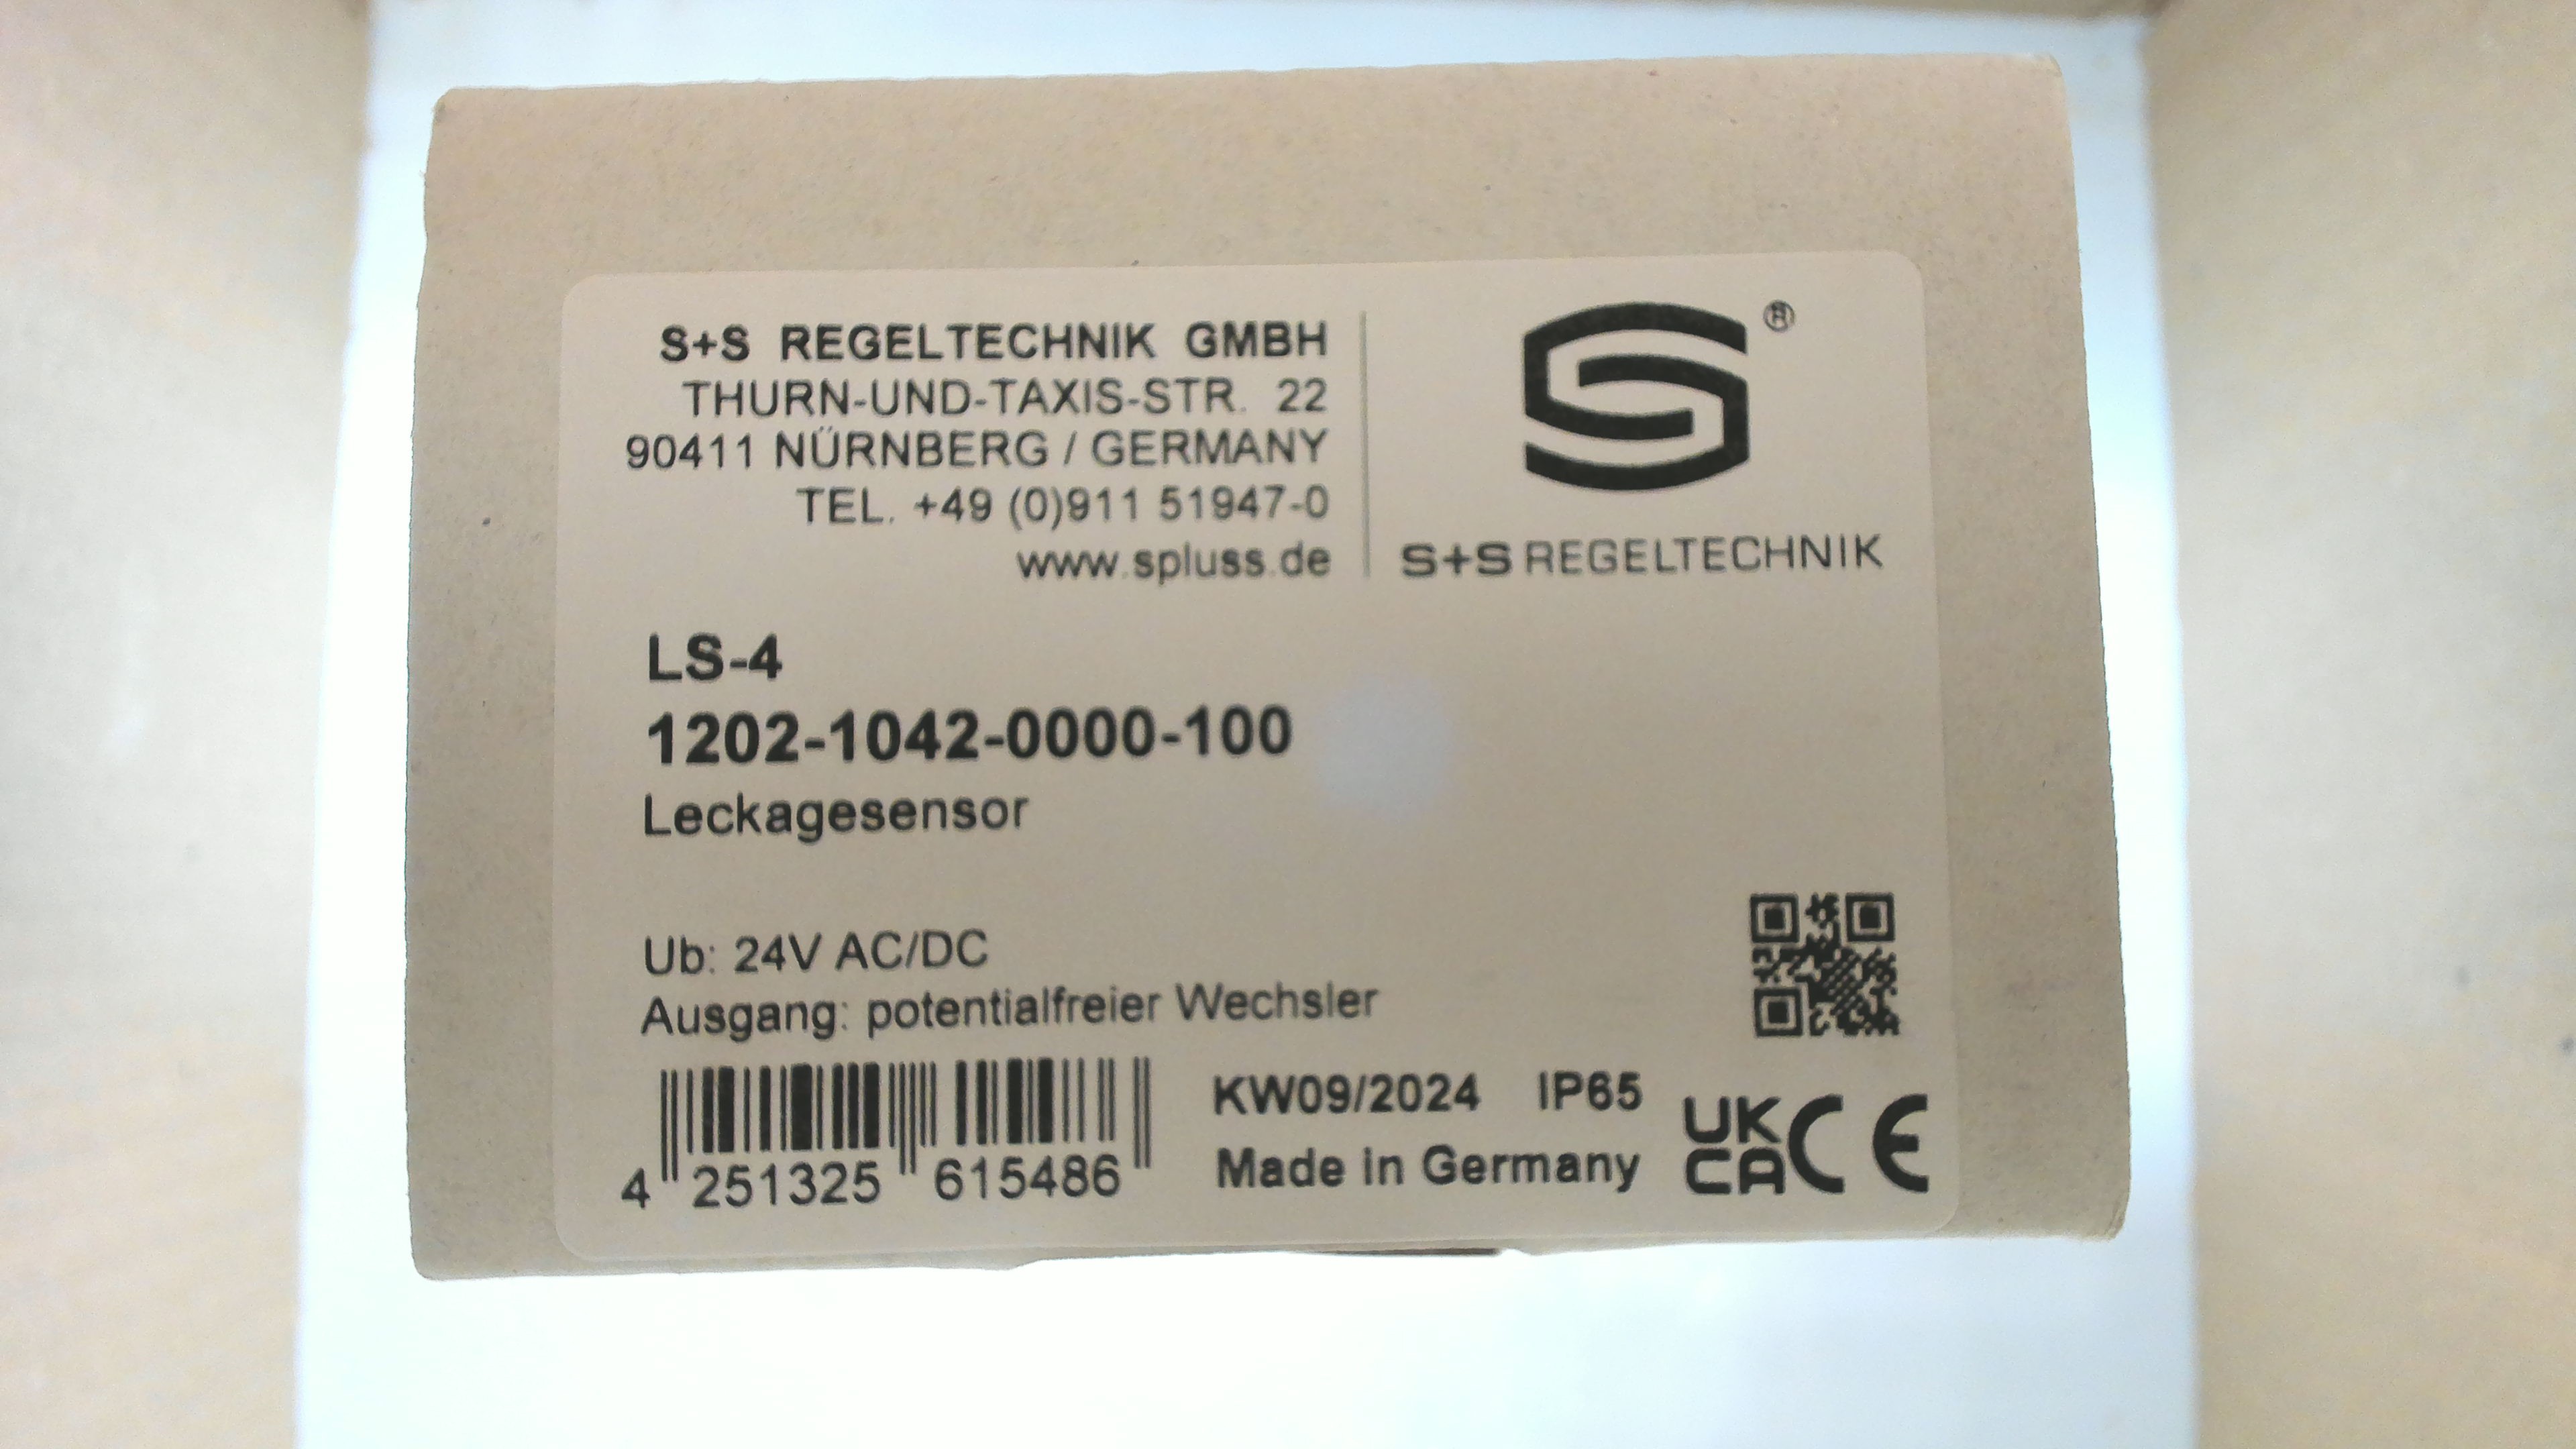 S+S REGELTECHNIK GMBH
THURN-UND-TAXIS-STR. 22
90411 NÜRNBERG / GERMANY
TEL. +49 (0)911 51947-0
www.spluss.de
®
S+S REGELTECHNIK
LS-4
1202-1042-0000-100
Leckagesensor
Ub: 24V AC/DC
Ausgang: potentialfreier Wechsler
4 251325 615486
KW09/2024 IP65
Made in Germany
UK
CA
CE